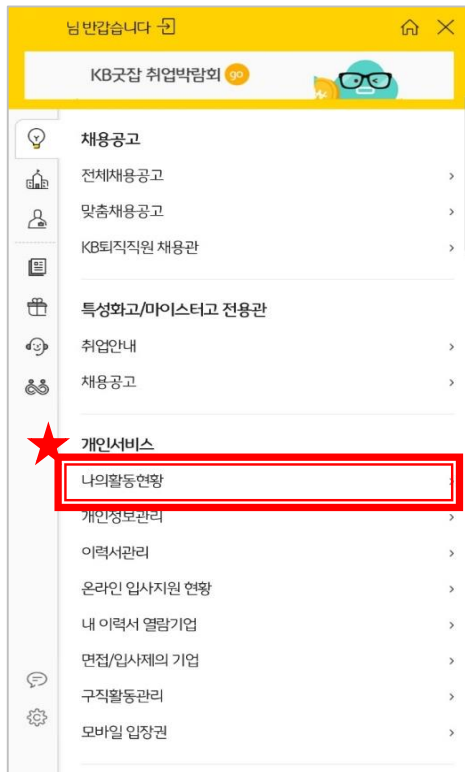 님 반갑습니다
KB굿잡 취업박람회 go
채용공고
전체채용공고
맞춤채용공고
KB퇴직직원 채용관
특성화고/마이스터고 전용관
취업안내
채용공고
개인서비스
나의활동현황
개인정보관리
이력서관리
온라인 입사지원 현황
내 이력서 열람기업
면접/입사제의 기업
구직활동관리
모바일 입장권